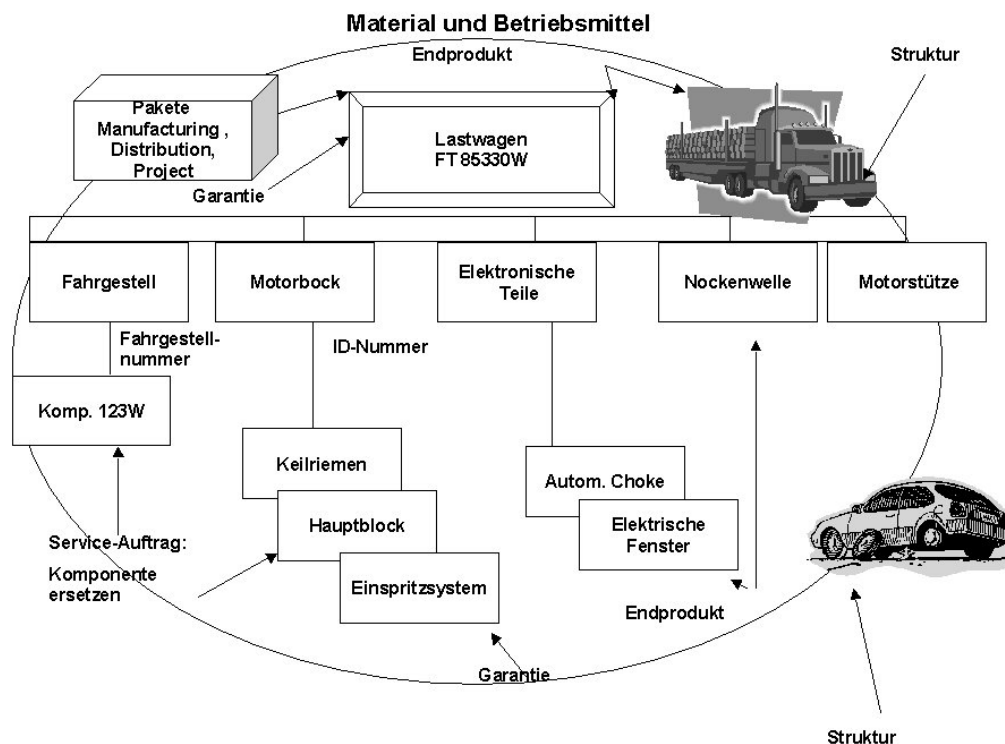 Material und Betriebsmittel
Endprodukt
Struktur
Pakete
Manufacturing ,
Distribution,
Project
Lastwagen
FT 85330W
Garantie
Fahrgestell
Motorbock
Elektronische
Teile
Nockenwelle
Motorstütze
Fahrgestell-
nummer
ID-Nummer
Komp. 123W
Keilriemen
Autom. Choke
Hauptblock
Elektrische
Fenster
Service-Auftrag:
Komponente
ersetzen
Einspritzsystem
Endprodukt
Garantie
Struktur